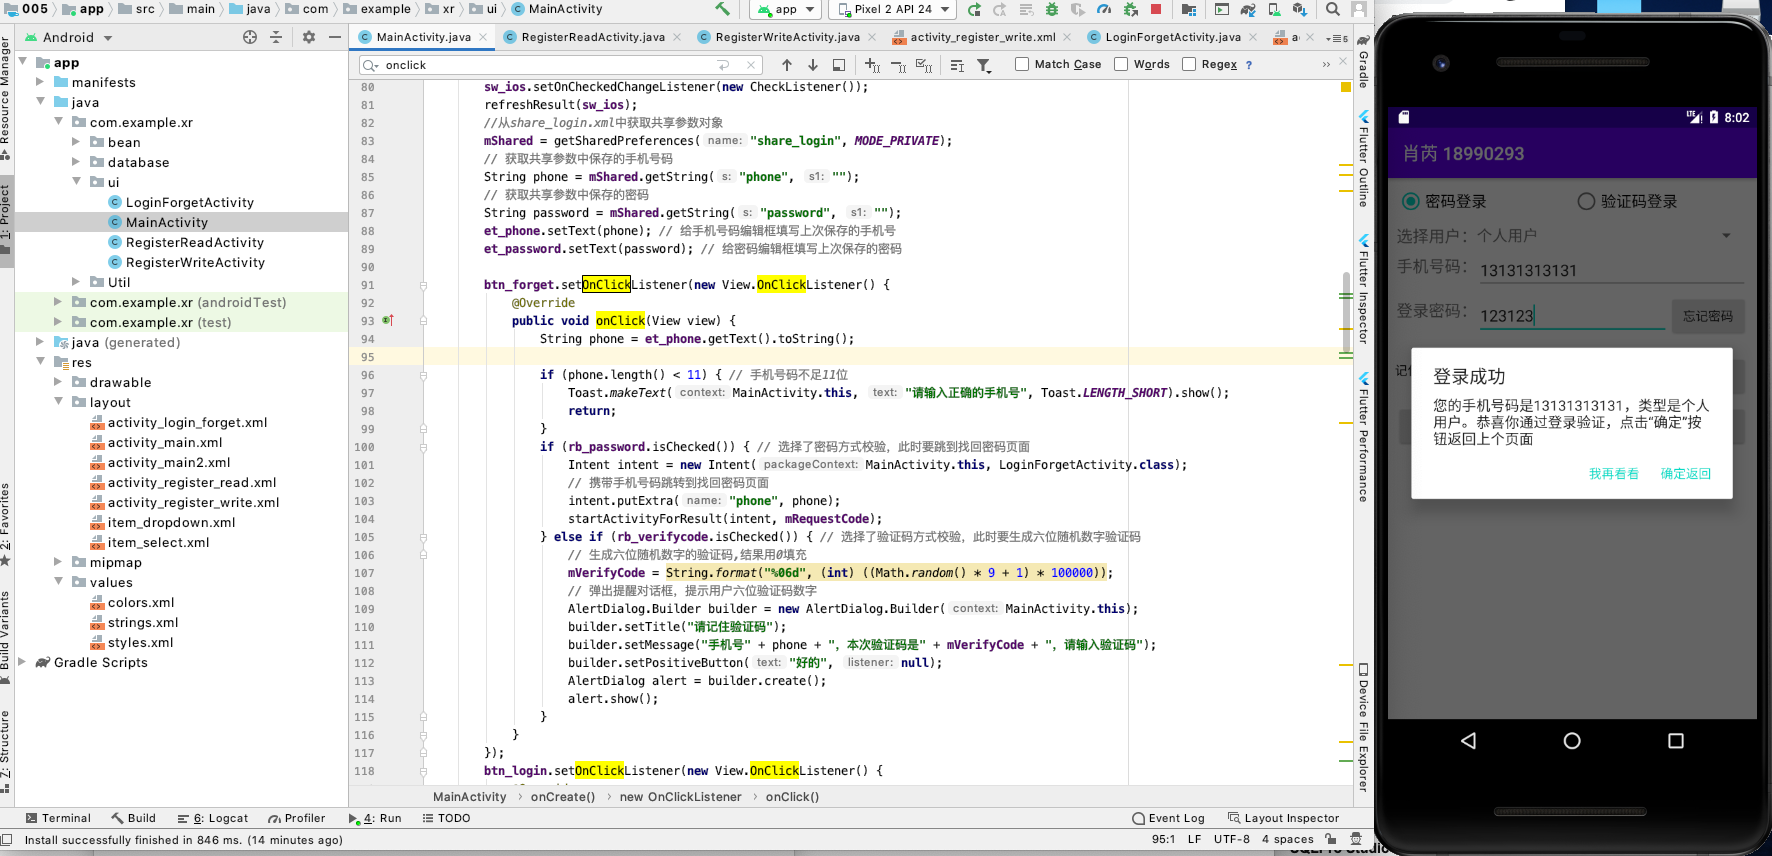 005 app src main java com example xr ui MainActivity
app Pixel 2 API 24
Android
MainActivity.java RegisterReadActivity.java RegisterWriteActivity.java activity_register_write.xml LoginForgetActivity.java a
onclick
Match Case Words Regex ?
Resource Manager
1: Project
2: Favorites
Build Variants
7: Structure
app
manifests
java
com.example.xr
bean
database
ui
LoginForgetActivity
MainActivity
RegisterReadActivity
RegisterWriteActivity
Util
com.example.xr (androidTest)
com.example.xr (test)
java (generated)
res
drawable
layout
activity_login_forget.xml
activity_main.xml
activity_main2.xml
activity_register_read.xml
activity_register_write.xml
item_dropdown.xml
item_select.xml
mipmap
values
colors.xml
strings.xml
styles.xml
Gradle Scripts
80 sw_ios.setOnCheckedChangeListener(new CheckListener());
81 refreshResult(sw_ios);
82 //从share_login.xml中获取共享参数对象
83 mShared = getSharedPreferences( name: "share_login", MODE_PRIVATE);
84 // 获取共享参数中保存的手机号码
85 String phone = mShared.getString( s: "phone", s1: "");
86 // 获取共享参数中保存的密码
87 String password = mShared.getString( s: "password", s1: "");
88 et_phone.setText(phone); // 给手机号码编辑框填写上次保存的手机号
89 et_password.setText(password); // 给密码编辑框填写上次保存的密码
90
91 btn_forget.setOnClickListener(new View.OnClickListener() {
92 @Override
93 public void onClick(View view) {
94 String phone = et_phone.getText().toString();
95
96 if (phone.length() < 11) { // 手机号码不足11位
97 Toast.makeText( context: MainActivity.this, text: "请输入正确的手机号", Toast.LENGTH_SHORT).show();
98 return;
99 }
100 if (rb_password.isChecked()) { // 选择了密码方式校验，此时要跳到找回密码页面
101 Intent intent = new Intent( packageContext: MainActivity.this, LoginForgetActivity.class);
102 // 携带手机号码跳转到找回密码页面
103 intent.putExtra( name: "phone", phone);
104 startActivityForResult(intent, mRequestCode);
105 } else if (rb_verifycode.isChecked()) { // 选择了验证码方式校验，此时要生成六位随机数字验证码
106 // 生成六位随机数字的验证码,结果用0填充
107 mVerifyCode = String.format("%06d", (int) ((Math.random() * 9 + 1) * 100000));
108 // 弹出提醒对话框，提示用户六位验证码数字
109 AlertDialog.Builder builder = new AlertDialog.Builder( context: MainActivity.this);
110 builder.setTitle("请记住验证码");
111 builder.setMessage("手机号" + phone + "，本次验证码是" + mVerifyCode + "，请输入验证码");
112 builder.setPositiveButton( text: "好的", listener: null);
113 AlertDialog alert = builder.create();
114 alert.show();
115 }
116 }
117 });
118 btn_login.setOnClickListener(new View.OnClickListener() {
MainActivity › onCreate() › new OnClickListener › onClick()
Gradle
Flutter Outline
Flutter Inspector
Flutter Performance
Device File Explorer
Terminal Build 6: Logcat Profiler 4: Run TODO Event Log Layout Inspector
Install successfully finished in 846 ms. (14 minutes ago) 95:1 LF UTF-8 4 spaces
LTE 8:02
肖芮 18990293
密码登录 验证码登录
选择用户： 个人用户
手机号码： 13131313131
登录密码： 123123 忘记密码
登录成功
您的手机号码是13131313131，类型是个人
用户。恭喜你通过登录验证，点击“确定”按
钮返回上个页面
我再看看 确定返回